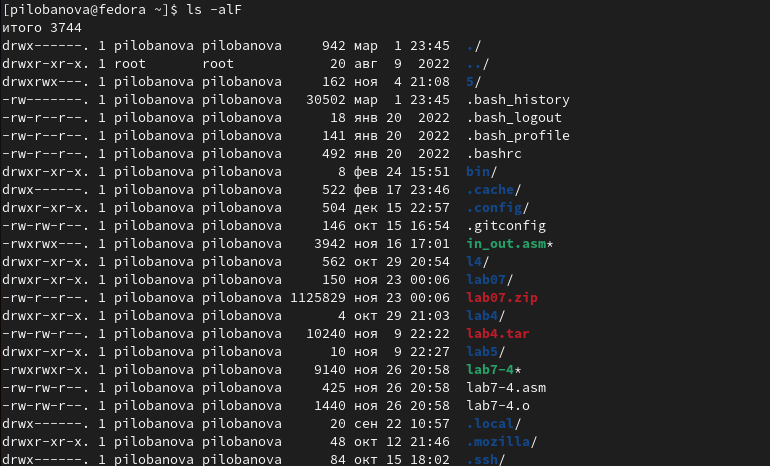 [pilobanova@fedora ~]$ ls -alF
итого 3744
drwx------. 1 pilobanova pilobanova     942 мар  1 23:45  ./
drwxr-xr-x. 1 root       root            20 авг  9  2022  ../
drwxrwx---. 1 pilobanova pilobanova     162 ноя  4 21:08  5/
-rw-------. 1 pilobanova pilobanova   30502 мар  1 23:45  .bash_history
-rw-r--r--. 1 pilobanova pilobanova      18 янв 20  2022  .bash_logout
-rw-r--r--. 1 pilobanova pilobanova     141 янв 20  2022  .bash_profile
-rw-r--r--. 1 pilobanova pilobanova     492 янв 20  2022  .bashrc
drwxr-xr-x. 1 pilobanova pilobanova       8 фев 24 15:51  bin/
drwx------. 1 pilobanova pilobanova     522 фев 17 23:46  .cache/
drwxr-xr-x. 1 pilobanova pilobanova     504 дек 15 22:57  .config/
-rw-rw-r--. 1 pilobanova pilobanova     146 окт 15 16:54  .gitconfig
-rwxrwx---. 1 pilobanova pilobanova    3942 ноя 16 17:01  in_out.asm*
drwxr-xr-x. 1 pilobanova pilobanova     562 окт 29 20:54  l4/
drwxr-xr-x. 1 pilobanova pilobanova     150 ноя 23 00:06  lab07/
-rw-r--r--. 1 pilobanova pilobanova 1125829 ноя 23 00:06  lab07.zip
drwxr-xr-x. 1 pilobanova pilobanova       4 окт 29 21:03  lab4/
-rw-rw-r--. 1 pilobanova pilobanova   10240 ноя  9 22:22  lab4.tar
drwxr-xr-x. 1 pilobanova pilobanova      10 ноя  9 22:27  lab5/
-rwxrwxr-x. 1 pilobanova pilobanova    9140 ноя 26 20:58  lab7-4*
-rw-rw-r--. 1 pilobanova pilobanova     425 ноя 26 20:58  lab7-4.asm
-rw-rw-r--. 1 pilobanova pilobanova    1440 ноя 26 20:58  lab7-4.o
drwx------. 1 pilobanova pilobanova      20 сен 22 10:57  .local/
drwxr-xr-x. 1 pilobanova pilobanova      48 окт 12 21:46  .mozilla/
drwx------. 1 pilobanova pilobanova      84 окт 15 18:02  .ssh/